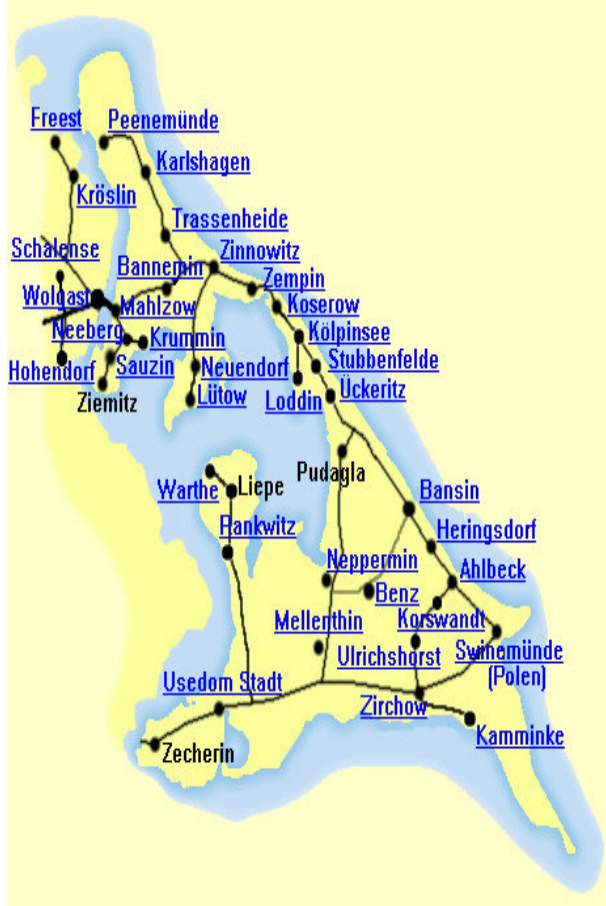 Freest
Peenemünde
Karlshagen
Kröslin
Trassenheide
Schalense
Zinnowitz
Bannemin
Zempin
Wolgast
Mahlzow
Koserow
Neeberg
Krummin
Kölpinsee
Hohendorf
Sauzin
Neuendorf
Stubbenfelde
Ziemitz
Lütow
Loddin
Ückeritz
Pudagla
Warthe
Liepe
Bansin
Rankwitz
Heringsdorf
Neppermin
Ahlbeck
Benz
Mellenthin
Korswandt
Ulrichshorst
Swinemünde
(Polen)
Usedom Stadt
Zirchow
Kamminke
Zecherin